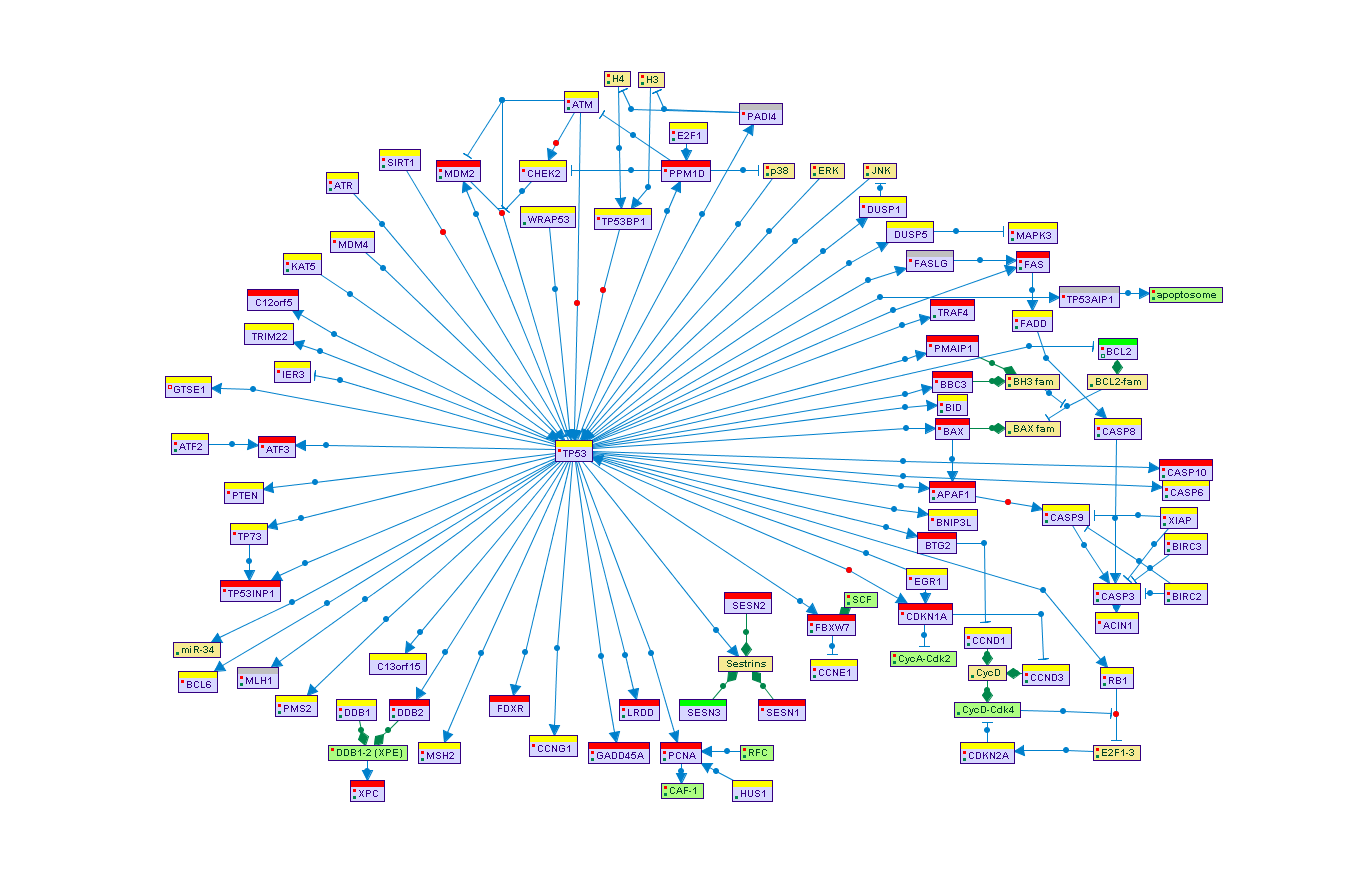 H4
H3
ATM
PADI4
E2F1
SIRT1
MDM2
CHEK2
PPM1D
p38
ERK
JNK
ATR
DUSP1
WRAP53
TP53BP1
DUSP5
MAPK3
MDM4
KAT5
FASLG
FAS
C12orf5
TP53AIP1
apoptosome
TRAF4
FADD
TRIM22
PMAIP1
BCL2
IER3
GTSE1
BBC3
BH3 fam
BCL2-fam
BID
BAX
BAX fam
CASP8
ATF2
ATF3
TP53
CASP10
CASP6
PTEN
APAF1
BNIP3L
CASP9
XIAP
TP73
BTG2
BIRC3
TP53INP1
EGR1
CASP3
BIRC2
SESN2
SCF
CDKN1A
FBXW7
ACIN1
miR-34
CCND1
C13orf15
Sestrins
CycA-Cdk2
CCNE1
CycD
CCND3
RB1
BCL6
MLH1
PMS2
DDB1
DDB2
FDXR
LRDD
SESN3
SESN1
CycD-Cdk4
DDB1-2 (XPE)
MSH2
CCNG1
GADD45A
PCNA
RFC
CDKN2A
E2F1-3
XPC
CAF-1
HUS1